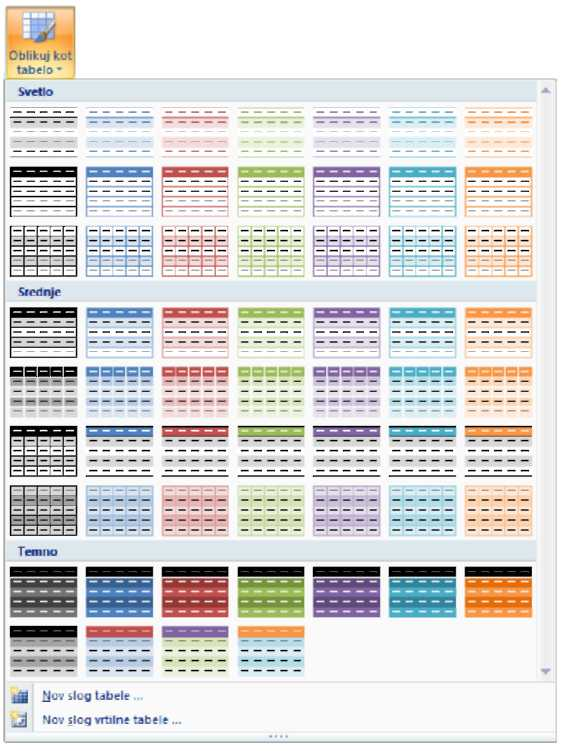 Oblikuj kot
tabelo
Svetlo
Srednje
Temno
Nov slog tabele ...
Nov slog vrtilne tabele ...